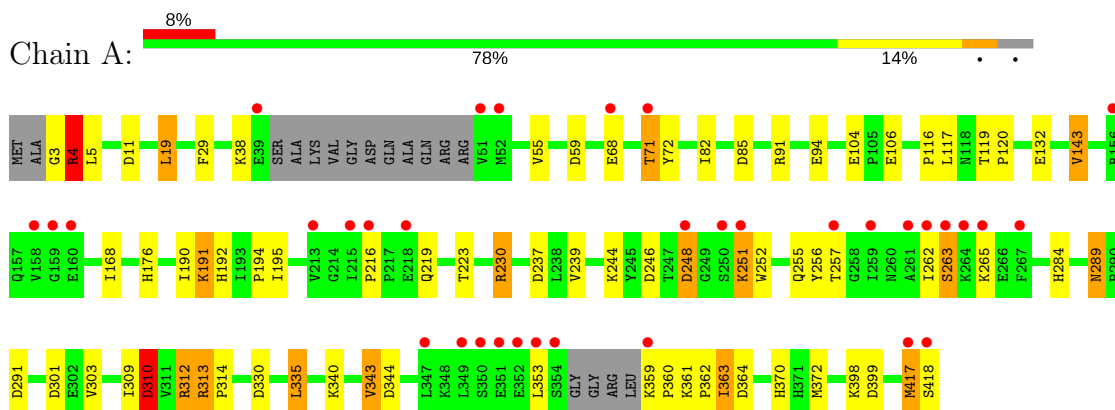 8%
Chain A:
78% 14% • •
MET ALA G3 R4 L5 D11 L19 F29 K38 E39 SER ALA LYS VAL GLY ASP GLN ALA GLN ARG ARG V51 M52 V55 D59 E68 T71 Y72 I82 D85 R91 E94 E104 P105 E106 P116 L117 N118 T119 P120 E132 V143
Q157 V158 G159 E160 I168 H176 I190 K191 H192 I193 P194 I195 V213 G214 I215 P216 P217 E218 Q219 T223 R230 D237 L238 V239 K244 Y245 D246 T247 D248 G249 S250 K251 W252 Q255 Y256 T257 G258 I259 N260 A261 I262 S263 K264 K265 E266 F267 H284 N289
D291 D301 E302 V303 I309 D310 V311 R312 R313 P314 D330 L335 K340 V343 D344 L347 K348 L349 S350 E351 E352 L353 S354 GLY GLY ARG LEU K359 P360 K361 P362 I363 D364 H370 H371 M372 K398 D399 M417 S418